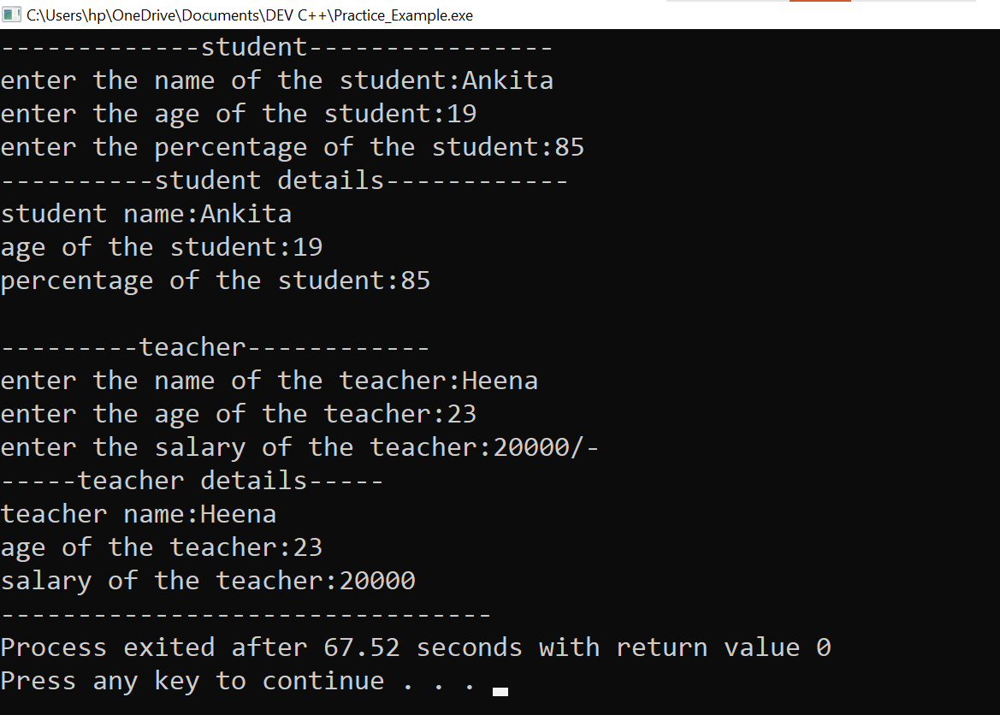 C:\Users\hp\OneDrive\Documents\DEV C++\Practice_Example.exe
-------------student----------------
enter the name of the student:Ankita
enter the age of the student:19
enter the percentage of the student:85
----------student details------------
student name:Ankita
age of the student:19
percentage of the student:85
---------teacher------------
enter the name of the teacher:Heena
enter the age of the teacher:23
enter the salary of the teacher:20000/-
-----teacher details-----
teacher name:Heena
age of the teacher:23
salary of the teacher:20000
--------------------------------
Process exited after 67.52 seconds with return value 0
Press any key to continue . . .